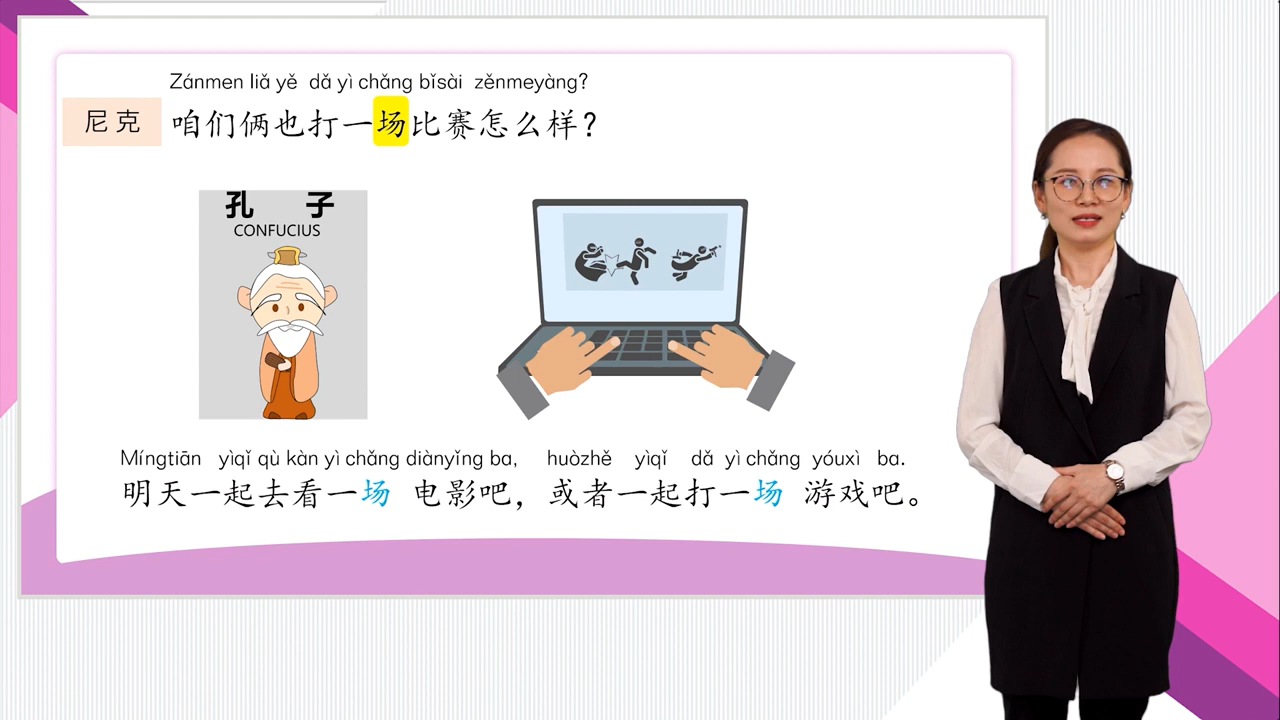 Zánmen liǎ yě dǎ yì chǎng bǐsài zěnmeyàng?
尼克 咱们俩也打一场比赛怎么样？
孔 子
CONFUCIUS
Míngtiān yìqǐ qù kàn yì chǎng diànyǐng ba, huòzhě yìqǐ dǎ yì chǎng yóuxì ba.
明天一起去看一场 电影吧，或者一起打一场 游戏吧。